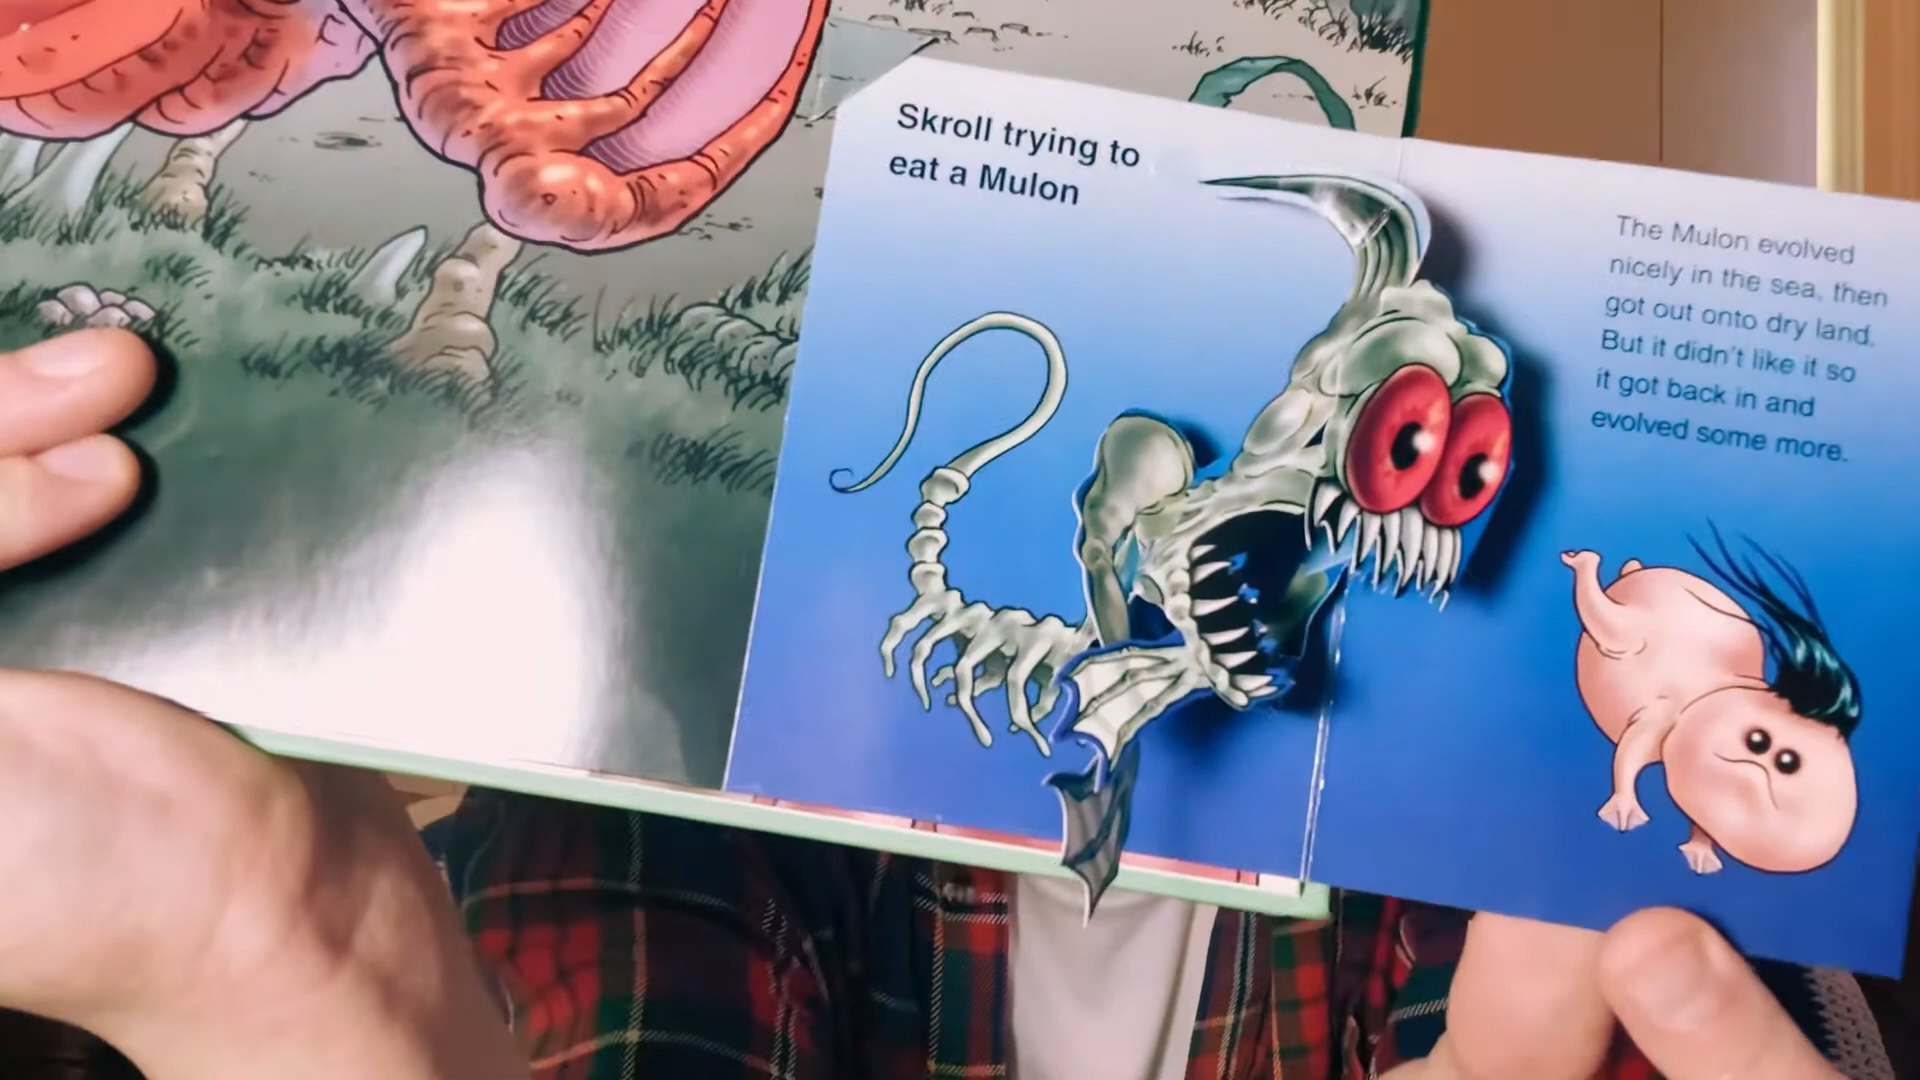 Skroll trying to
eat a Mulon
The Mulon evolved
nicely in the sea, then
got out onto dry land.
But it didn't like it so
it got back in and
evolved some more.